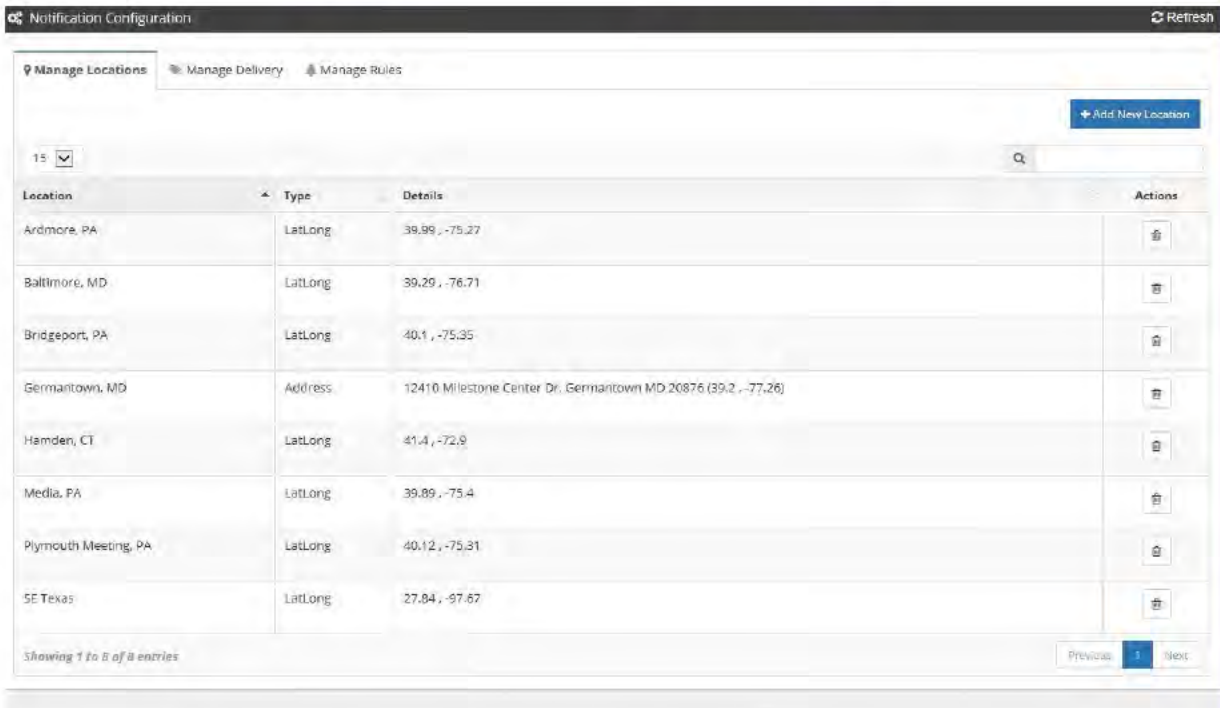 Notification Configuration Refresh
Manage Locations Manage Delivery Manage Rules
+ Add New Location
15
Location Type Details Actions
Ardmore, PA LatLong 39.99 , -75.27
Baltimore, MD LatLong 39.29 , -76.71
Bridgeport, PA LatLong 40.1 , -75.35
Germantown, MD Address 12410 Milestone Center Dr. Germantown MD 20876 (39.2 , -77.26)
Hamden, CT LatLong 41.4 , -72.9
Media, PA LatLong 39.89 , -75.4
Plymouth Meeting, PA LatLong 40.12 , -75.31
SE Texas LatLong 27.84 , -97.67
Showing 1 to 8 of 8 entries
Previous 1 Next